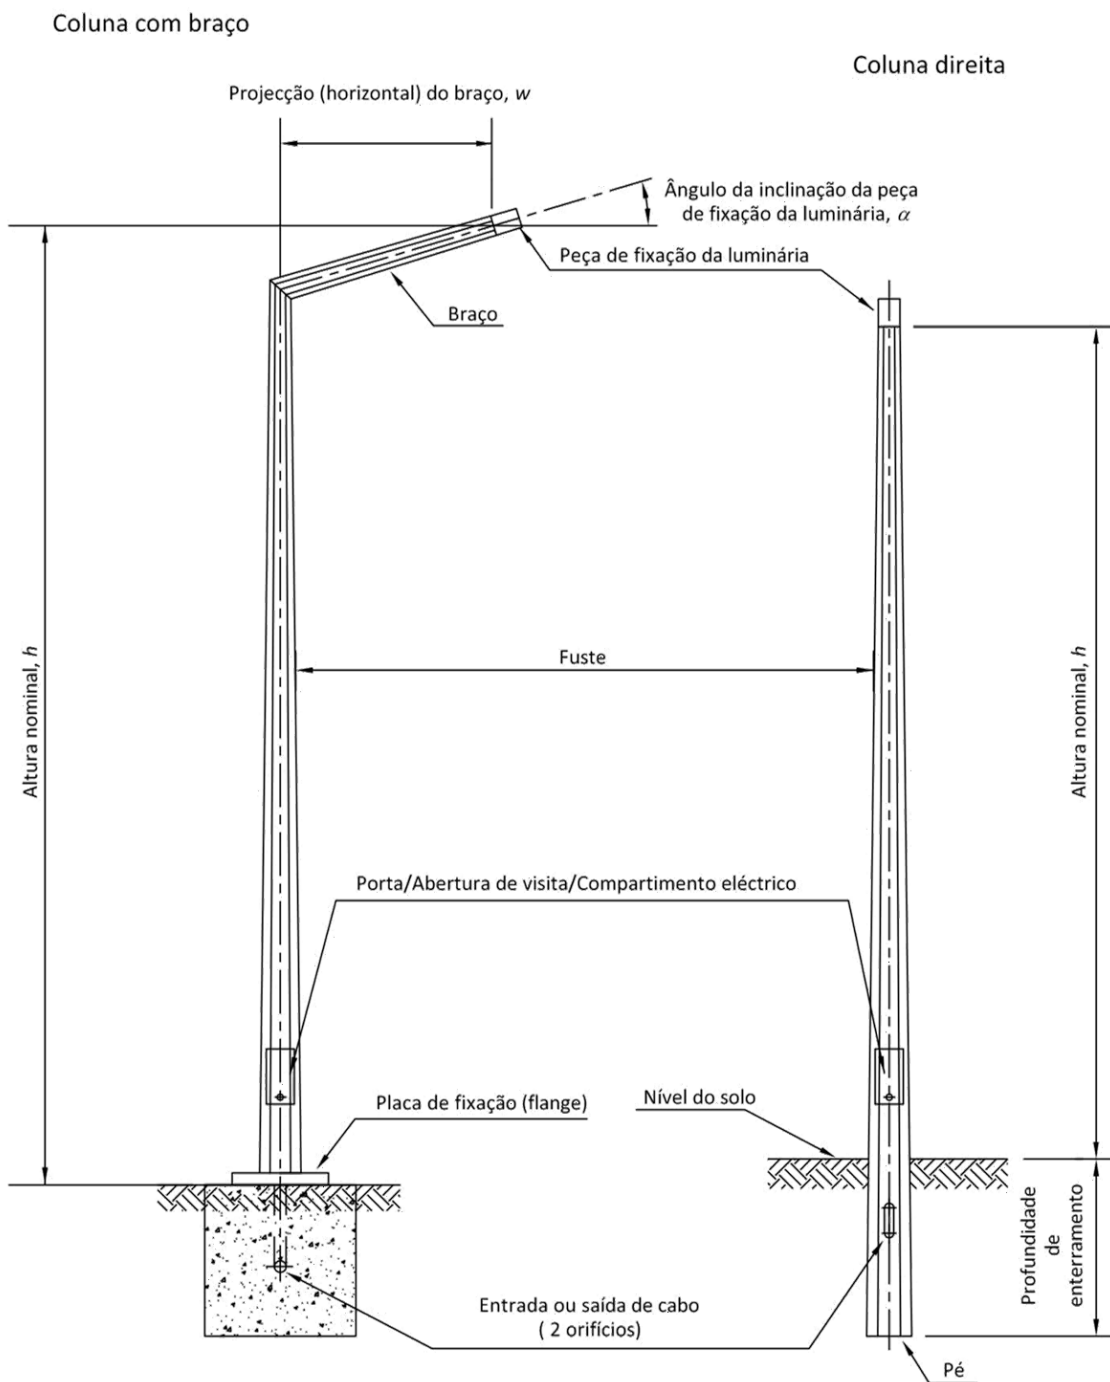 Coluna com braço
Coluna direita
Projecção (horizontal) do braço, w
Ângulo da inclinação da peça
de fixação da luminária, α
Peça de fixação da luminária
Braço
Fuste
Altura nominal, h
Altura nominal, h
Porta/Abertura de visita/Compartimento eléctrico
Placa de fixação (flange)
Nível do solo
Profundidade
de
enterramento
Entrada ou saída de cabo
( 2 orifícios)
Pé